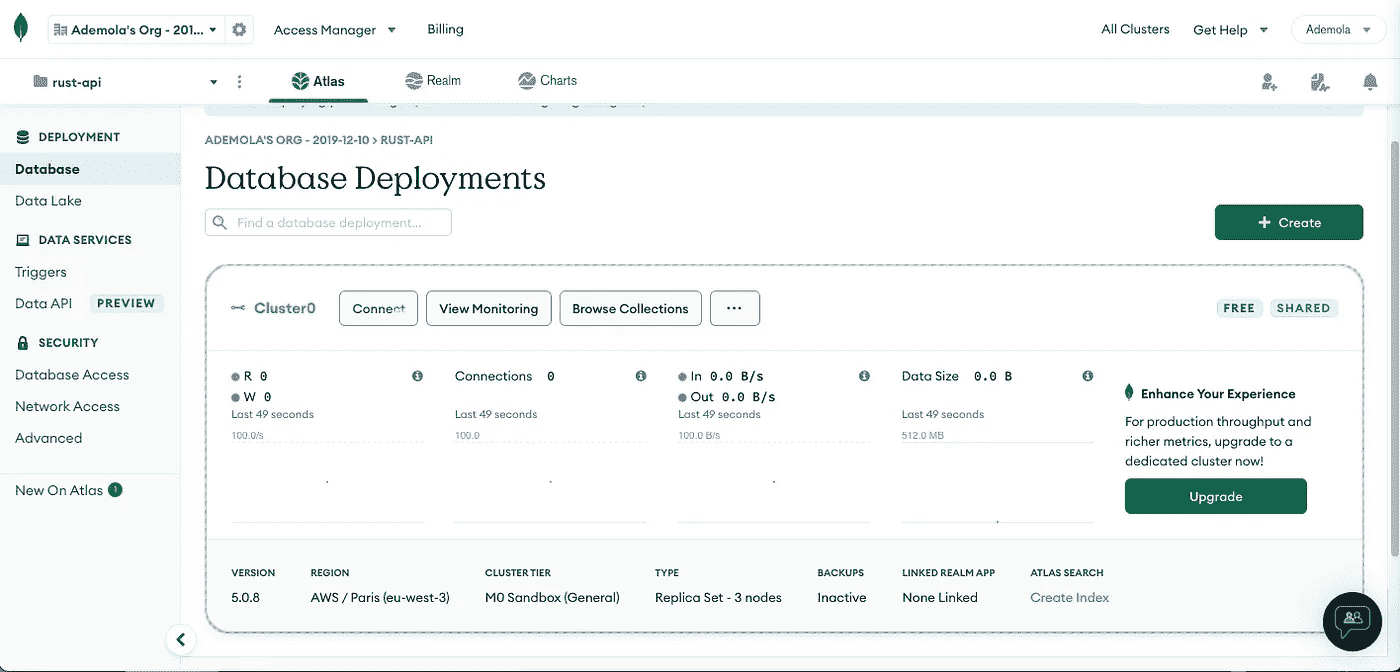 Ademola's Org - 201...
Access Manager
Billing
All Clusters
Get Help
Ademola
rust-api
Atlas
Realm
Charts
DEPLOYMENT
Database
Data Lake
DATA SERVICES
Triggers
Data API PREVIEW
SECURITY
Database Access
Network Access
Advanced
New On Atlas 1
ADEMOLA'S ORG - 2019-12-10 > RUST-API
Database Deployments
Find a database deployment...
+ Create
Cluster0
Connect
View Monitoring
Browse Collections
...
FREE
SHARED
R 0
W 0
Last 49 seconds
100.0/s
Connections 0
Last 49 seconds
100.0
In 0.0 B/s
Out 0.0 B/s
Last 49 seconds
100.0 B/s
Data Size 0.0 B
Last 49 seconds
512.0 MB
Enhance Your Experience
For production throughput and
richer metrics, upgrade to a
dedicated cluster now!
Upgrade
VERSION
5.0.8
REGION
AWS / Paris (eu-west-3)
CLUSTER TIER
M0 Sandbox (General)
TYPE
Replica Set - 3 nodes
BACKUPS
Inactive
LINKED REALM APP
None Linked
ATLAS SEARCH
Create Index